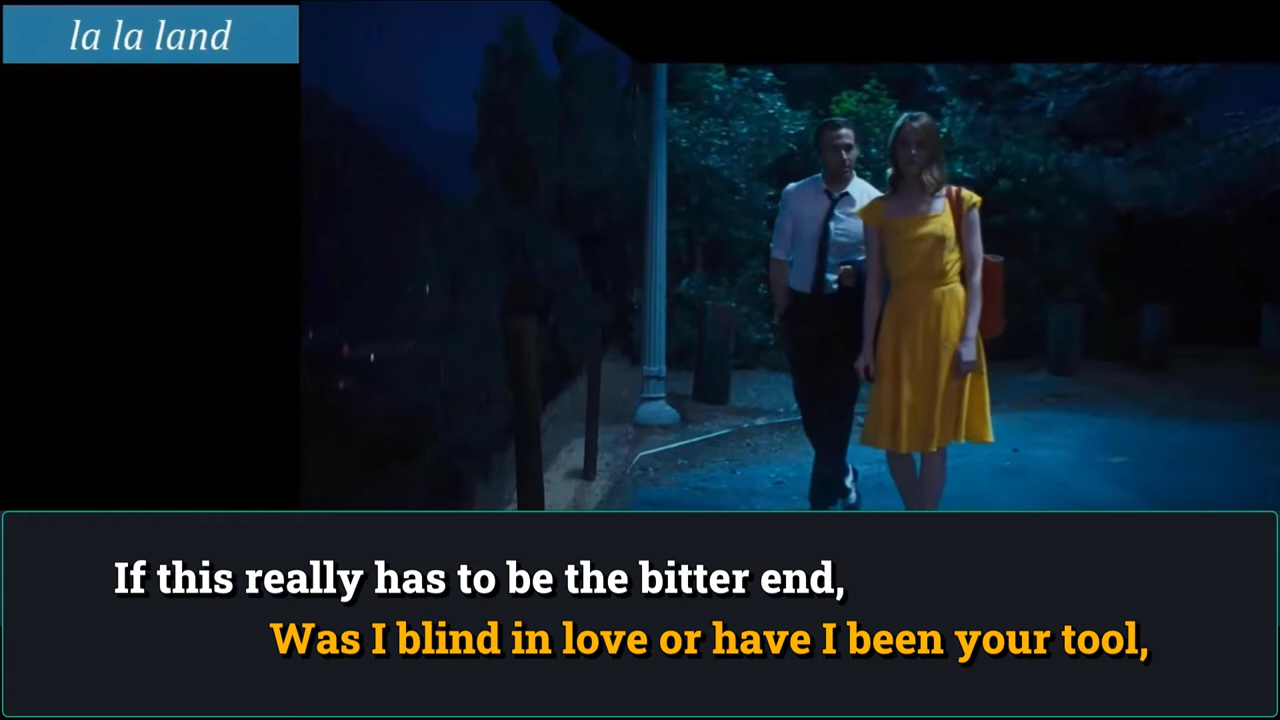 la la land
If this really has to be the bitter end,
Was I blind in love or have I been your tool,